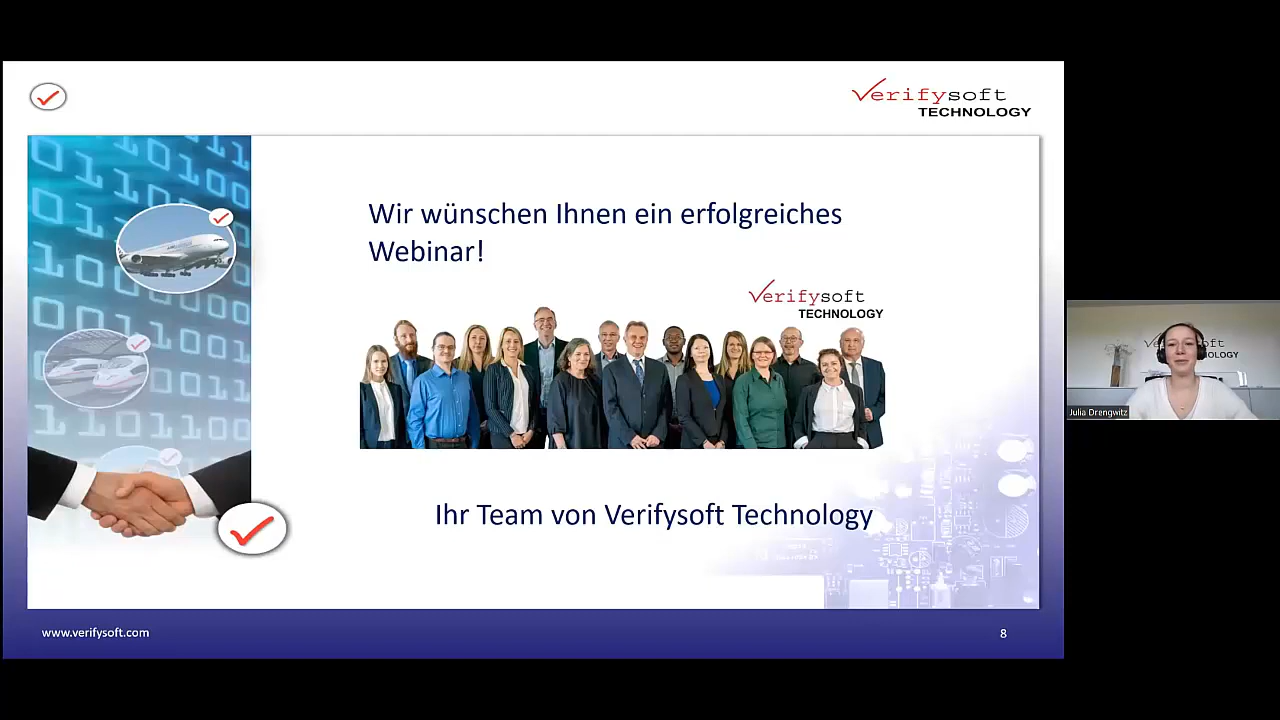 Verifysoft
TECHNOLOGY
Wir wünschen Ihnen ein erfolgreiches
Webinar!
Verifysoft
TECHNOLOGY
Ihr Team von Verifysoft Technology
www.verifysoft.com
8
Julia Drengwitz